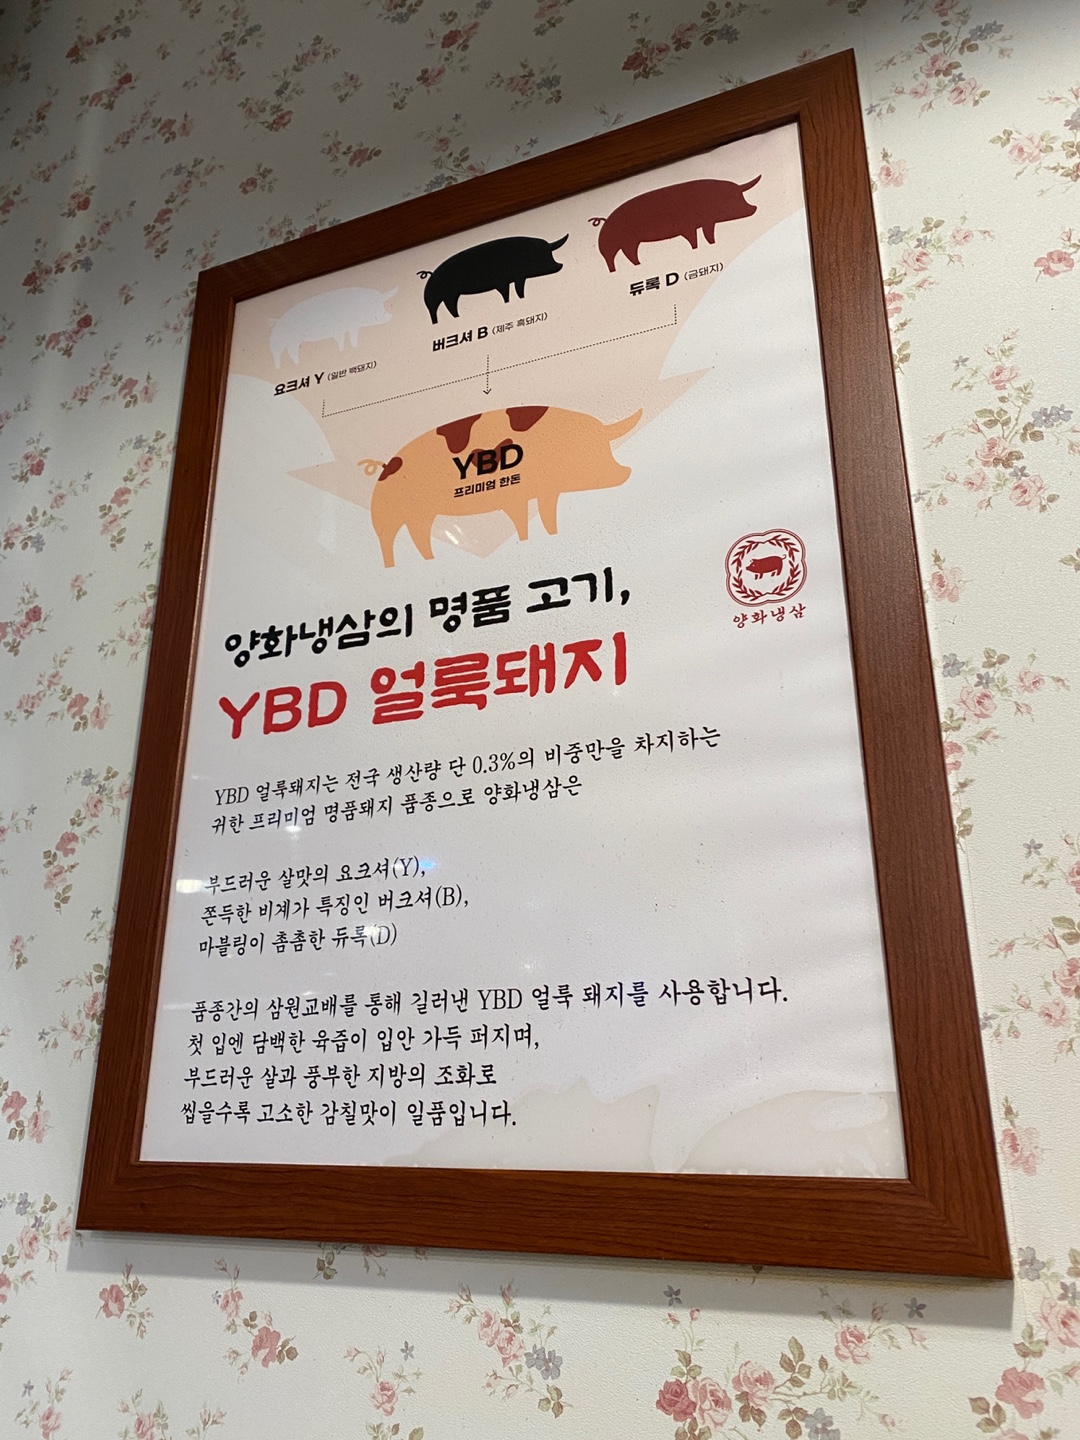 요크셔 Y (일반 백돼지)
버크셔 B (제주 흑돼지)
듀록 D (금돼지)
YBD
프리미엄 한돈
양화냉삼
양화냉삼의 명품 고기,
YBD 얼룩돼지
YBD 얼룩돼지는 전국 생산량 단 0.3%의 비중만을 차지하는
귀한 프리미엄 명품돼지 품종으로 양화냉삼은
부드러운 살맛의 요크셔(Y),
쫀득한 비계가 특징인 버크셔(B),
마블링이 촘촘한 듀록(D)
품종간의 삼원교배를 통해 길러낸 YBD 얼룩 돼지를 사용합니다.
첫 입엔 담백한 육즙이 입안 가득 퍼지며,
부드러운 살과 풍부한 지방의 조화로
씹을수록 고소한 감칠맛이 일품입니다.